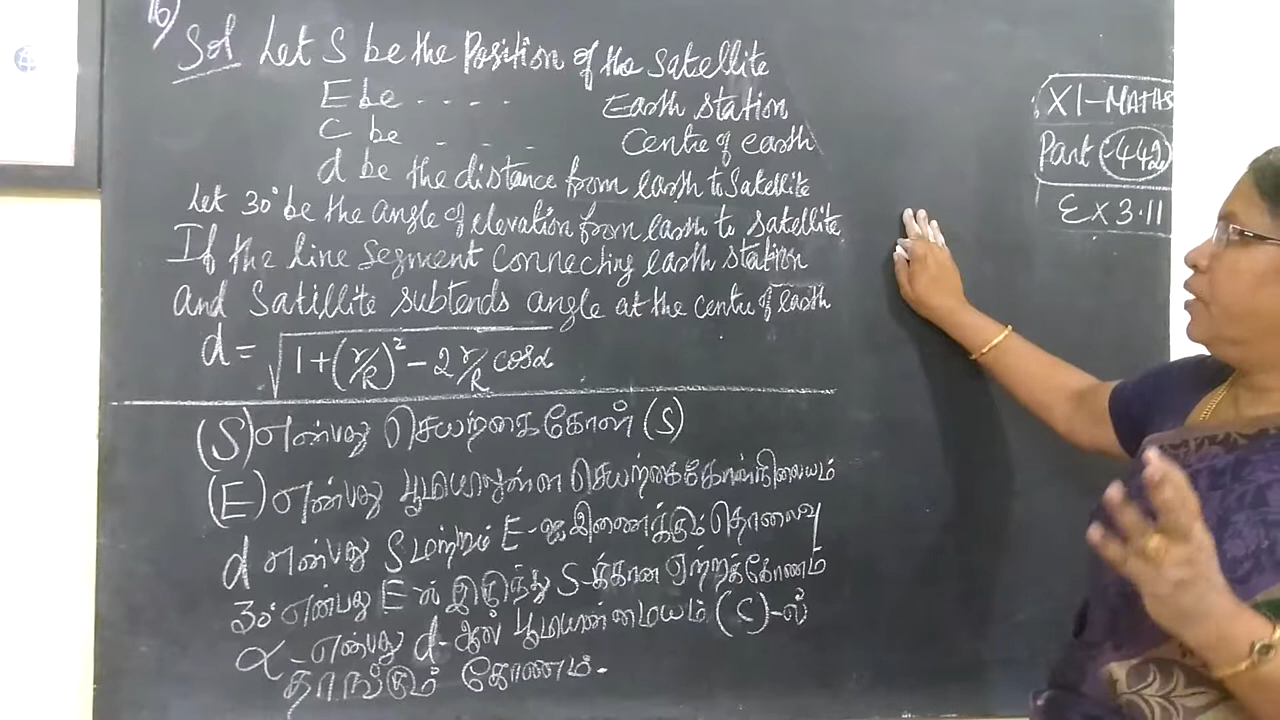 16)
Sol Let S be the Position of the Satellite
E be .... Earth station
C be . . . Centre of earth
d be the distance from earth to Satellite
Let 30° be the angle of elevation from earth to satellite
If the line segment connecting earth station
and Satillite subtends angle at the centre of earth
d = √1+(r/R)² - 2 r/R cosα
(S) என்பது செயற்கைகோள் (S)
(E) என்பது பூமியிலுள்ள செயற்கைகோள்நிலையம்
d என்பது S மற்றும் E-ஐ இணைக்கும் தொலைவு
30° என்பது E-ல் இருந்து S-க்கான ஏற்றக்கோணம்
α - என்பது d-ஆல் பூமியின் மையம் (C)-ல்
தாங்கும் கோணம்.
XI-MATHS
Part (-442)
Ex 3.11